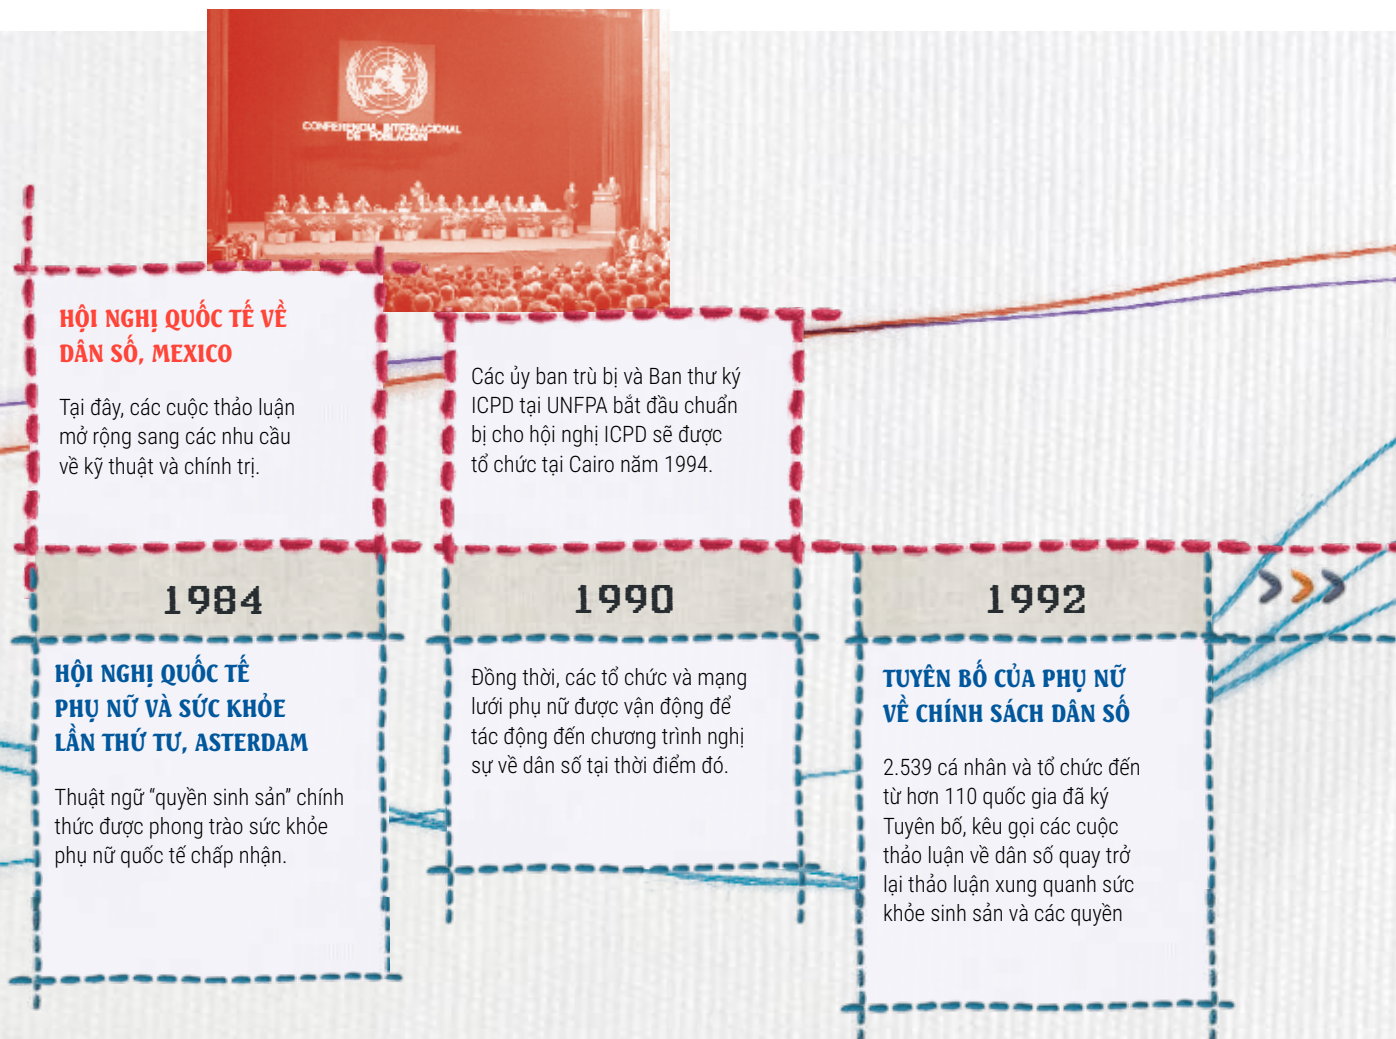 CONFERENCIA INTERNACIONAL
DE POBLACION
HỘI NGHỊ QUỐC TẾ VỀ
DÂN SỐ, MEXICO
Tại đây, các cuộc thảo luận
mở rộng sang các nhu cầu
về kỹ thuật và chính trị.
Các ủy ban trù bị và Ban thư ký
ICPD tại UNFPA bắt đầu chuẩn
bị cho hội nghị ICPD sẽ được
tổ chức tại Cairo năm 1994.
1984
1990
1992
HỘI NGHỊ QUỐC TẾ
PHỤ NỮ VÀ SỨC KHỎE
LẦN THỨ TƯ, ASTERDAM
Thuật ngữ “quyền sinh sản” chính
thức được phong trào sức khỏe
phụ nữ quốc tế chấp nhận.
Đồng thời, các tổ chức và mạng
lưới phụ nữ được vận động để
tác động đến chương trình nghị
sự về dân số tại thời điểm đó.
TUYÊN BỐ CỦA PHỤ NỮ
VỀ CHÍNH SÁCH DÂN SỐ
2.539 cá nhân và tổ chức đến
từ hơn 110 quốc gia đã ký
Tuyên bố, kêu gọi các cuộc
thảo luận về dân số quay trở
lại thảo luận xung quanh sức
khỏe sinh sản và các quyền